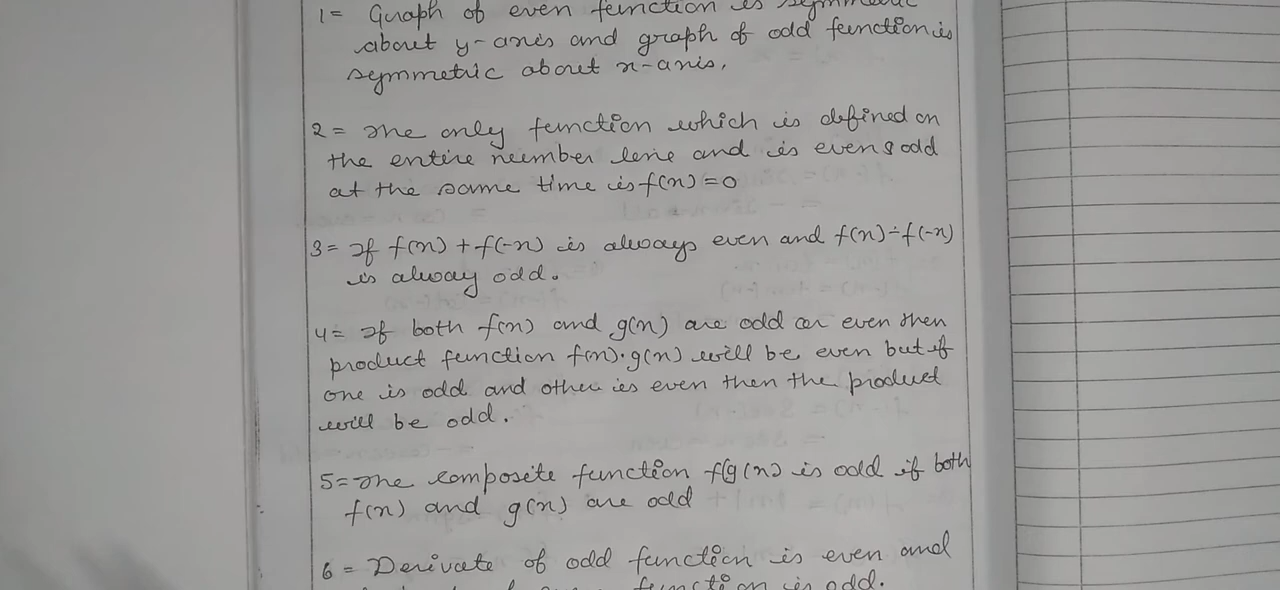 1= Graph of even function is symmetric
about y-axis and graph of odd function is
symmetric about x-axis.
2= The only function which is defined on
the entire number line and is even & odd
at the same time is f(x)=0
3= If f(x) + f(-x) is always even and f(x)-f(-x)
is alway odd.
4= If both f(x) and g(x) are odd or even then
product function f(x).g(x) will be even but if
one is odd and other is even then the product
will be odd.
5= The composite function f(g(x) is odd if both
f(x) and g(x) are odd
6= Derivate of odd function is even and
function is odd.